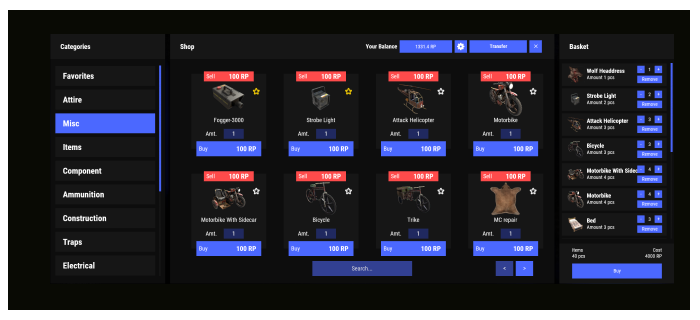 Categories
Favorites
Attire
Misc
Items
Component
Ammunition
Construction
Traps
Electrical
Shop
Your Balance 1331.4 RP Transfer ×
Sell 100 RP
Fogger-3000
Amt. 1
Buy 100 RP
Sell 100 RP
Strobe Light
Amt. 1
Buy 100 RP
Sell 100 RP
Attack Helicopter
Amt. 1
Buy 100 RP
Sell 100 RP
Motorbike
Amt. 1
Buy 100 RP
Sell 100 RP
Motorbike With Sidecar
Amt. 1
Buy 100 RP
Sell 100 RP
Bicycle
Amt. 1
Buy 100 RP
Sell 100 RP
Trike
Amt. 1
Buy 100 RP
Sell 100 RP
MC repair
Amt. 1
Buy 100 RP
Search...
< >
Basket
Wolf Headdress - 1 +
Amount 1 pcs Remove
Strobe Light - 2 +
Amount 2 pcs Remove
Attack Helicopter - 3 +
Amount 3 pcs Remove
Bicycle - 3 +
Amount 3 pcs Remove
Motorbike With Sidec - 4 +
Amount 4 pcs Remove
Motorbike - 4 +
Amount 4 pcs Remove
Bed - 3 +
Amount 3 pcs Remove
Items Cost
40 pcs 4000 RP
Buy